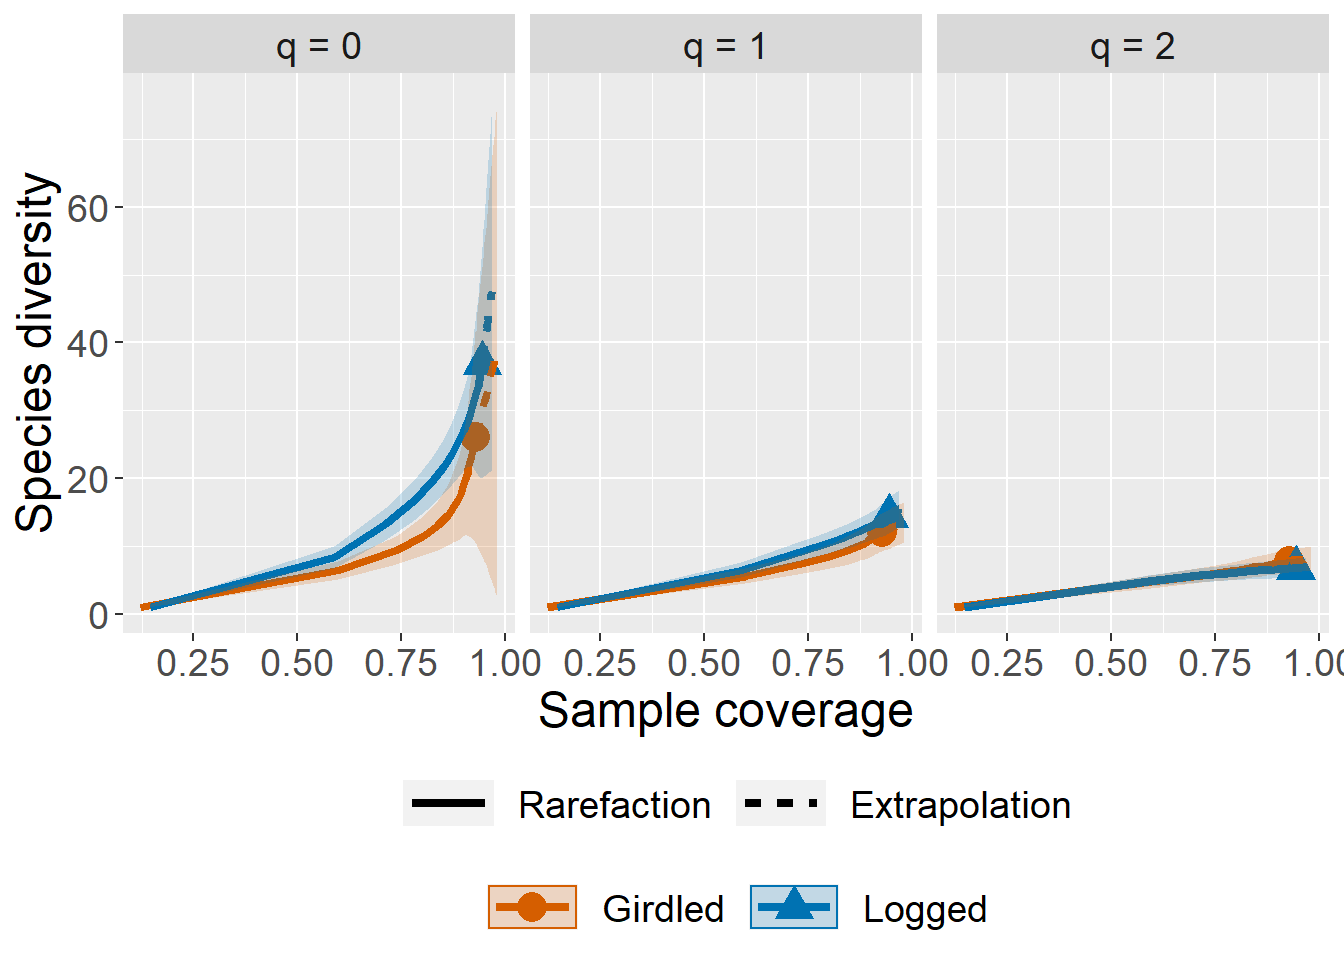 q = 0 q = 1 q = 2
Species diversity
60
40
20
0
0.25 0.50 0.75 1.00 0.25 0.50 0.75 1.00 0.25 0.50 0.75 1.00
Sample coverage
Rarefaction Extrapolation
Girdled Logged